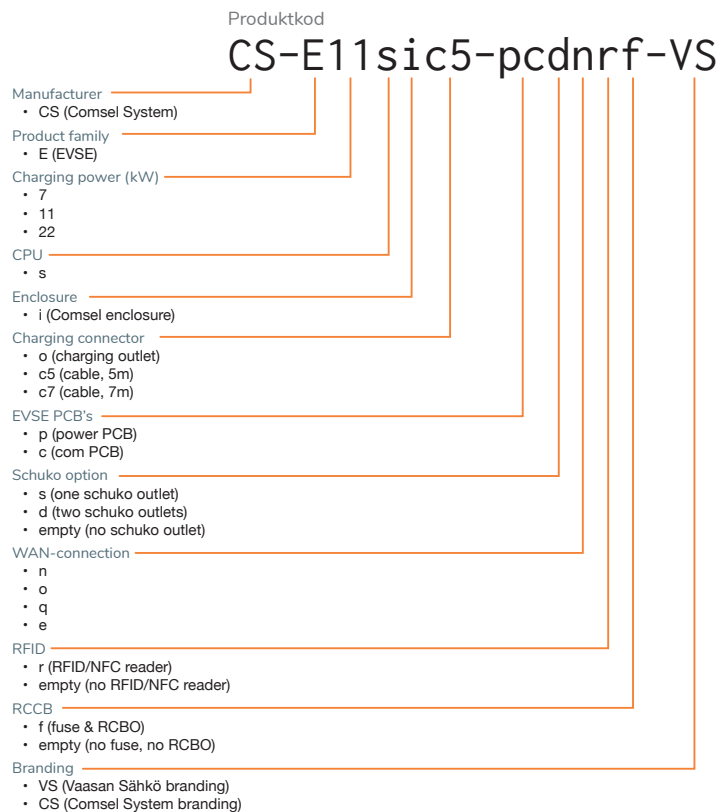 Produktkod
CS-E11sic5-pcdnrf-VS
Manufacturer
• CS (Comsel System)
Product family
• E (EVSE)
Charging power (kW)
• 7
• 11
• 22
CPU
• s
Enclosure
• i (Comsel enclosure)
Charging connector
• o (charging outlet)
• c5 (cable, 5m)
• c7 (cable, 7m)
EVSE PCB's
• p (power PCB)
• c (com PCB)
Schuko option
• s (one schuko outlet)
• d (two schuko outlets)
• empty (no schuko outlet)
WAN-connection
• n
• o
• q
• e
RFID
• r (RFID/NFC reader)
• empty (no RFID/NFC reader)
RCCB
• f (fuse & RCBO)
• empty (no fuse, no RCBO)
Branding
• VS (Vaasan Sähkö branding)
• CS (Comsel System branding)